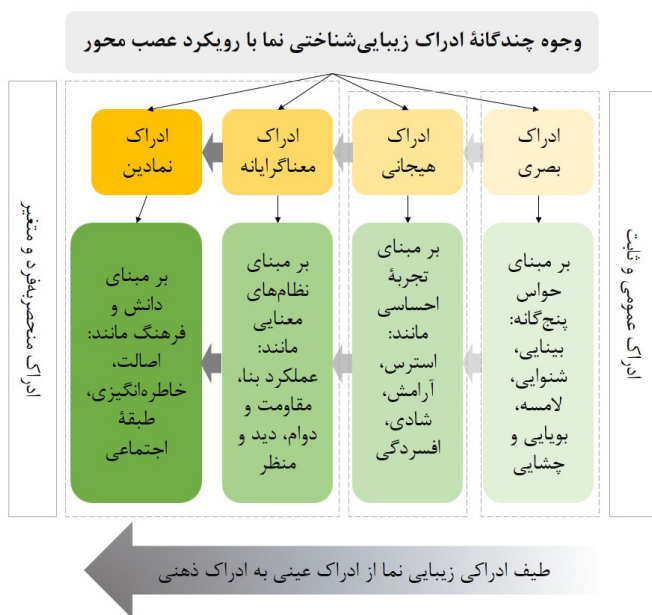 وجوه چندگانهٔ ادراک زیبایی‌شناختی نما با رویکرد عصب محور
ادراک عمومی و ثابت
ادراک
بصری
ادراک
هیجانی
ادراک
معناگرایانه
ادراک
نمادین
بر مبنای
حواس
پنج‌گانه:
بینایی،
شنوایی،
لامسه،
بویایی و
چشایی
بر مبنای
تجربهٔ
احساسی
مانند:
استرس،
آرامش،
شادی،
افسردگی
بر مبنای
نظام‌های
معنایی
مانند:
عملکرد بنا،
مقاومت و
دوام، دید و
منظر
بر مبنای
دانش و
فرهنگ مانند:
اصالت،
خاطره‌انگیزی،
طبقهٔ
اجتماعی
ادراک منحصربه‌فرد و متغیر
طیف ادراکی زیبایی نما از ادراک عینی به ادراک ذهنی